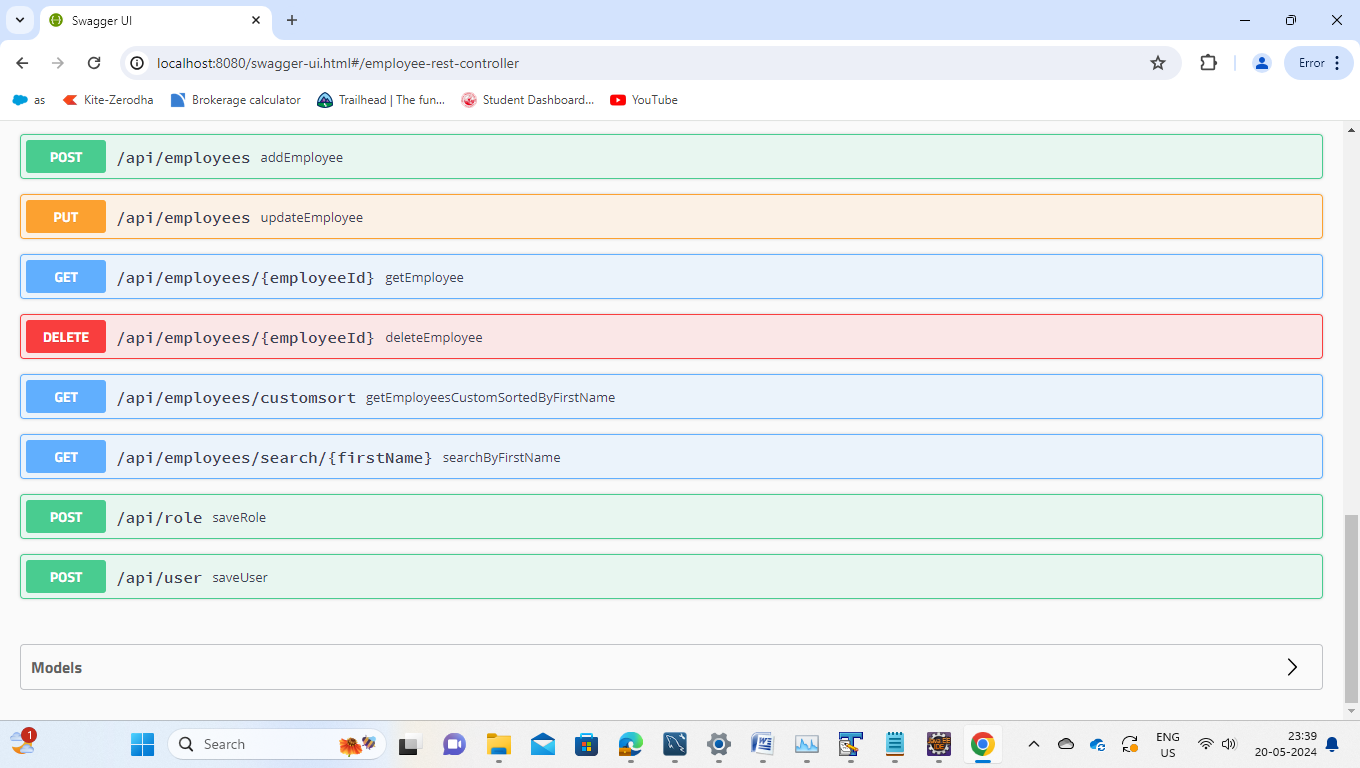 Swagger UI
localhost:8080/swagger-ui.html#/employee-rest-controller
Error
as
Kite-Zerodha
Brokerage calculator
Trailhead | The fun...
Student Dashboard...
YouTube
POST /api/employees addEmployee
PUT /api/employees updateEmployee
GET /api/employees/{employeeId} getEmployee
DELETE /api/employees/{employeeId} deleteEmployee
GET /api/employees/customsort getEmployeesCustomSortedByFirstName
GET /api/employees/search/{firstName} searchByFirstName
POST /api/role saveRole
POST /api/user saveUser
Models
1
Search
ENG
US
23:39
20-05-2024